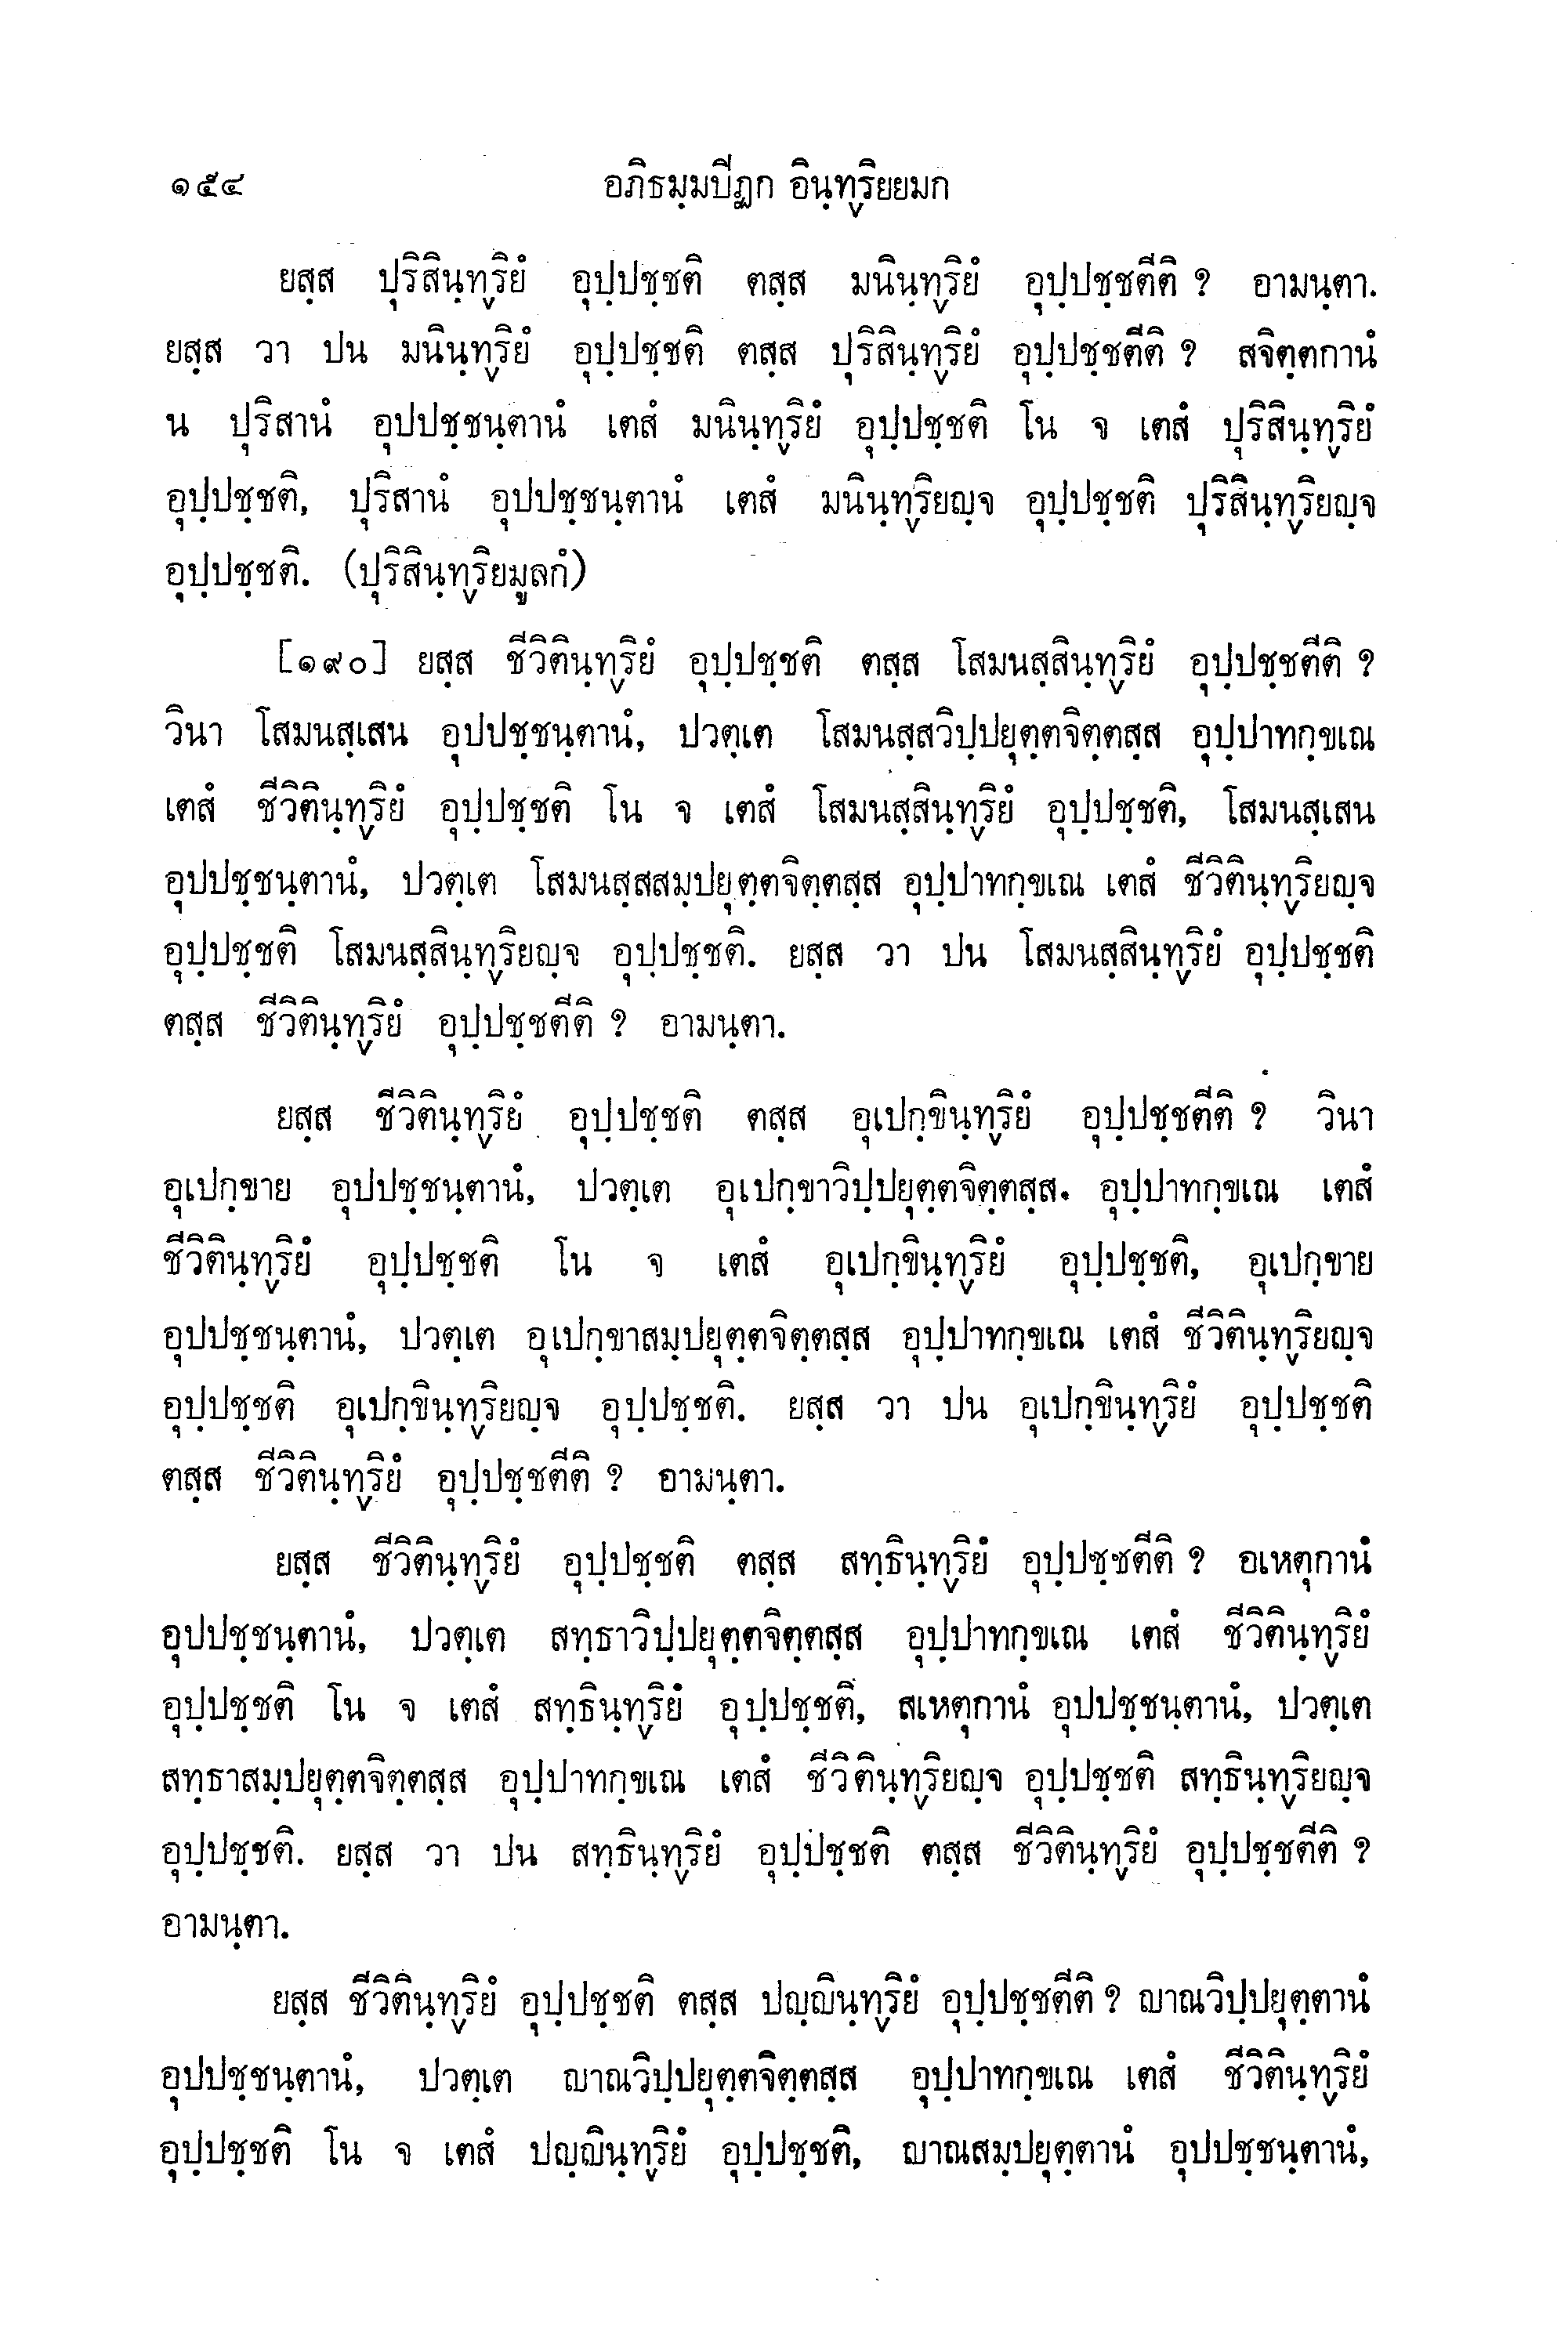 ๑๕๔ อภิธมฺมปีฏก อินฺทฺริยยมก
ยสฺส ปุริสินฺทฺริยํ อุปฺปชฺชติ ตสฺส มนินฺทฺริยํ อุปฺปชฺชตีติ ? อามนฺตา.
ยสฺส วา ปน มนินฺทฺริยํ อุปฺปชฺชติ ตสฺส ปุริสินฺทฺริยํ อุปฺปชฺชตีติ ? สจิตฺตกานํ
น ปุริสานํ อุปปชฺชนฺตานํ เตสํ มนินฺทฺริยํ อุปฺปชฺชติ โน จ เตสํ ปุริสินฺทฺริยํ
อุปฺปชฺชติ, ปุริสานํ อุปปชฺชนฺตานํ เตสํ มนินฺทฺริยญฺจ อุปฺปชฺชติ ปุริสินฺทฺริยญฺจ
อุปฺปชฺชติ. (ปุริสินฺทฺริยมูลกํ)
[๑๙๐] ยสฺส ชีวิตินฺทฺริยํ อุปฺปชฺชติ ตสฺส โสมนสฺสินฺทฺริยํ อุปฺปชฺชตีติ ?
วินา โสมนสฺเสน อุปปชฺชนฺตานํ, ปวตฺเต โสมนสฺสวิปฺปยุตฺตจิตฺตสฺส อุปฺปาทกฺขเณ
เตสํ ชีวิตินฺทฺริยํ อุปฺปชฺชติ โน จ เตสํ โสมนสฺสินฺทฺริยํ อุปฺปชฺชติ, โสมนสฺเสน
อุปปชฺชนฺตานํ, ปวตฺเต โสมนสฺสสมฺปยุตฺตจิตฺตสฺส อุปฺปาทกฺขเณ เตสํ ชีวิตินฺทฺริยญฺจ
อุปฺปชฺชติ โสมนสฺสินฺทฺริยญฺจ อุปฺปชฺชติ. ยสฺส วา ปน โสมนสฺสินฺทฺริยํ อุปฺปชฺชติ
ตสฺส ชีวิตินฺทฺริยํ อุปฺปชฺชตีติ ? อามนฺตา.
ยสฺส ชีวิตินฺทฺริยํ อุปฺปชฺชติ ตสฺส อุเปกฺขินฺทฺริยํ อุปฺปชฺชตีติ ? วินา
อุเปกฺขาย อุปปชฺชนฺตานํ, ปวตฺเต อุเปกฺขาวิปฺปยุตฺตจิตฺตสฺส. อุปฺปาทกฺขเณ เตสํ
ชีวิตินฺทฺริยํ อุปฺปชฺชติ โน จ เตสํ อุเปกฺขินฺทฺริยํ อุปฺปชฺชติ, อุเปกฺขาย
อุปปชฺชนฺตานํ, ปวตฺเต อุเปกฺขาสมฺปยุตฺตจิตฺตสฺส อุปฺปาทกฺขเณ เตสํ ชีวิตินฺทฺริยญฺจ
อุปฺปชฺชติ อุเปกฺขินฺทฺริยญฺจ อุปฺปชฺชติ. ยสฺส วา ปน อุเปกฺขินฺทฺริยํ อุปฺปชฺชติ
ตสฺส ชีวิตินฺทฺริยํ อุปฺปชฺชตีติ ? อามนฺตา.
ยสฺส ชีวิตินฺทฺริยํ อุปฺปชฺชติ ตสฺส สทฺธินฺทฺริยํ อุปฺปชฺชตีติ ? อเหตุกานํ
อุปปชฺชนฺตานํ, ปวตฺเต สทฺธาวิปฺปยุตฺตจิตฺตสฺส อุปฺปาทกฺขเณ เตสํ ชีวิตินฺทฺริยํ
อุปฺปชฺชติ โน จ เตสํ สทฺธินฺทฺริยํ อุปฺปชฺชติ, สเหตุกานํ อุปปชฺชนฺตานํ, ปวตฺเต
สทฺธาสมฺปยุตฺตจิตฺตสฺส อุปฺปาทกฺขเณ เตสํ ชีวิตินฺทฺริยญฺจ อุปฺปชฺชติ สทฺธินฺทฺริยญฺจ
อุปฺปชฺชติ. ยสฺส วา ปน สทฺธินฺทฺริยํ อุปฺปชฺชติ ตสฺส ชีวิตินฺทฺริยํ อุปฺปชฺชตีติ ?
อามนฺตา.
ยสฺส ชีวิตินฺทฺริยํ อุปฺปชฺชติ ตสฺส ปญฺญินฺทฺริยํ อุปฺปชฺชตีติ ? ญาณวิปฺปยุตฺตานํ
อุปปชฺชนฺตานํ, ปวตฺเต ญาณวิปฺปยุตฺตจิตฺตสฺส อุปฺปาทกฺขเณ เตสํ ชีวิตินฺทฺริยํ
อุปฺปชฺชติ โน จ เตสํ ปญฺญินฺทฺริยํ อุปฺปชฺชติ, ญาณสมฺปยุตฺตานํ อุปปชฺชนฺตานํ,